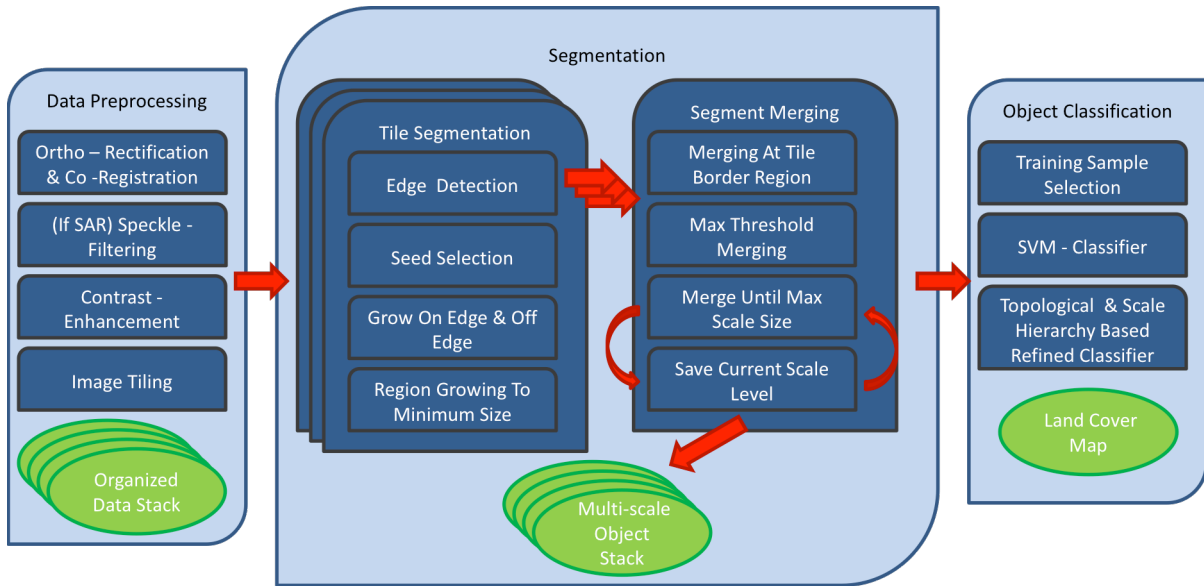 Segmentation
Data Preprocessing
Ortho – Rectification
& Co -Registration
(If SAR) Speckle -
Filtering
Contrast -
Enhancement
Image Tiling
Organized
Data Stack
Tile Segmentation
Edge Detection
Seed Selection
Grow On Edge & Off
Edge
Region Growing To
Minimum Size
Segment Merging
Merging At Tile
Border Region
Max Threshold
Merging
Merge Until Max
Scale Size
Save Current Scale
Level
Multi-scale
Object
Stack
Object Classification
Training Sample
Selection
SVM - Classifier
Topological & Scale
Hierarchy Based
Refined Classifier
Land Cover
Map